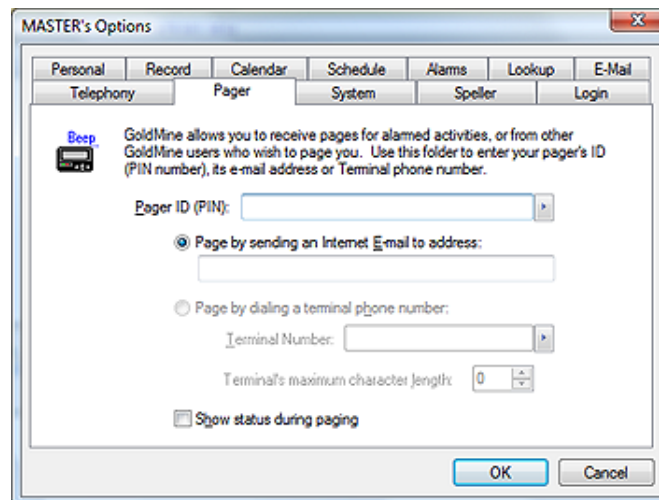 MASTER's Options
Personal Record Calendar Schedule Alarms Lookup E-Mail
Telephony Pager System Speller Login
Beep
GoldMine allows you to receive pages for alarmed activities, or from other
GoldMine users who wish to page you. Use this folder to enter your pager's ID
(PIN number), its e-mail address or Terminal phone number.
Pager ID (PIN):
Page by sending an Internet E-mail to address:
Page by dialing a terminal phone number:
Terminal Number:
Terminal's maximum character length: 0
Show status during paging
OK Cancel